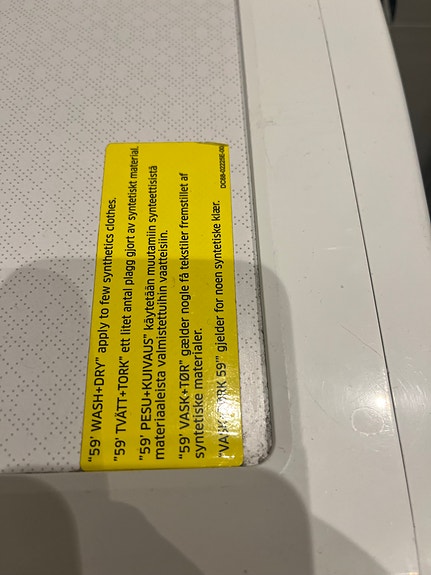 "59' WASH+DRY" apply to few synthetics clothes.
"59' TVÄTT+TORK" ett litet antal plagg gjort av syntetiskt material.
"59' PESU+KUIVAUS" käytetään muutamiin synteettisistä
materiaaleista valmistettuihin vaatteisiin.
"59' VASK+TØR" gælder nogle få tekstiler fremstillet af
syntetiske materialer.
"VASK+TØRK 59'" gjelder for noen syntetiske klær.